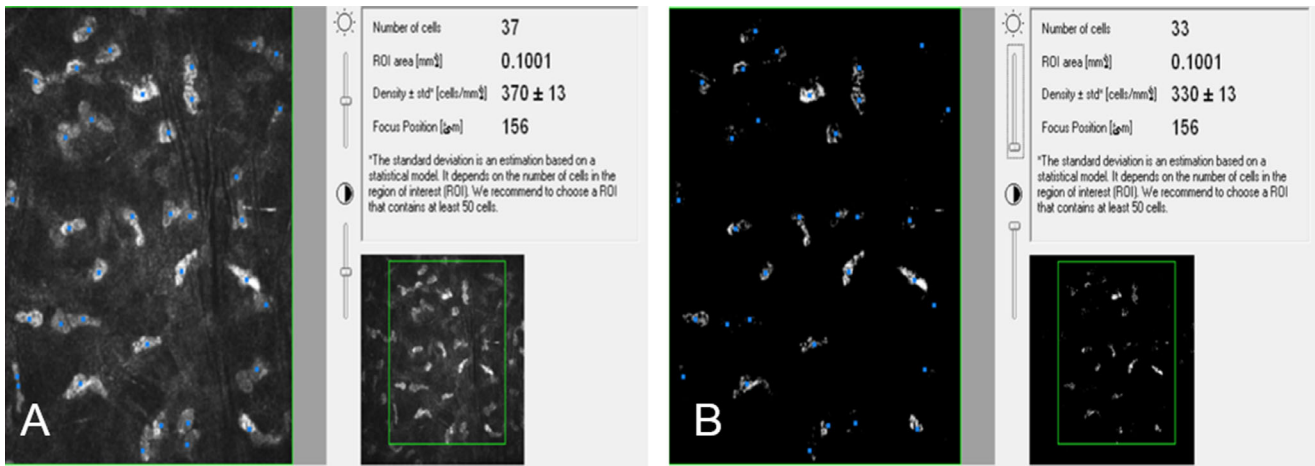 Number of cells 37
ROI area [mm²]] 0.1001
Density ± std* [cells/mm²]] 370 ± 13
Focus Position 156
*The standard deviation is an estimation based on a
statistical model. It depends on the number of cells in the
region of interest (ROI). We recommend to choose a ROI
that contains at least 50 cells.
A
Number of cells 33
ROI area [mm²]] 0.1001
Density ± std* [cells/mm²]] 330 ± 13
Focus Position 156
*The standard deviation is an estimation based on a
statistical model. It depends on the number of cells in the
region of interest (ROI). We recommend to choose a ROI
that contains at least 50 cells.
B